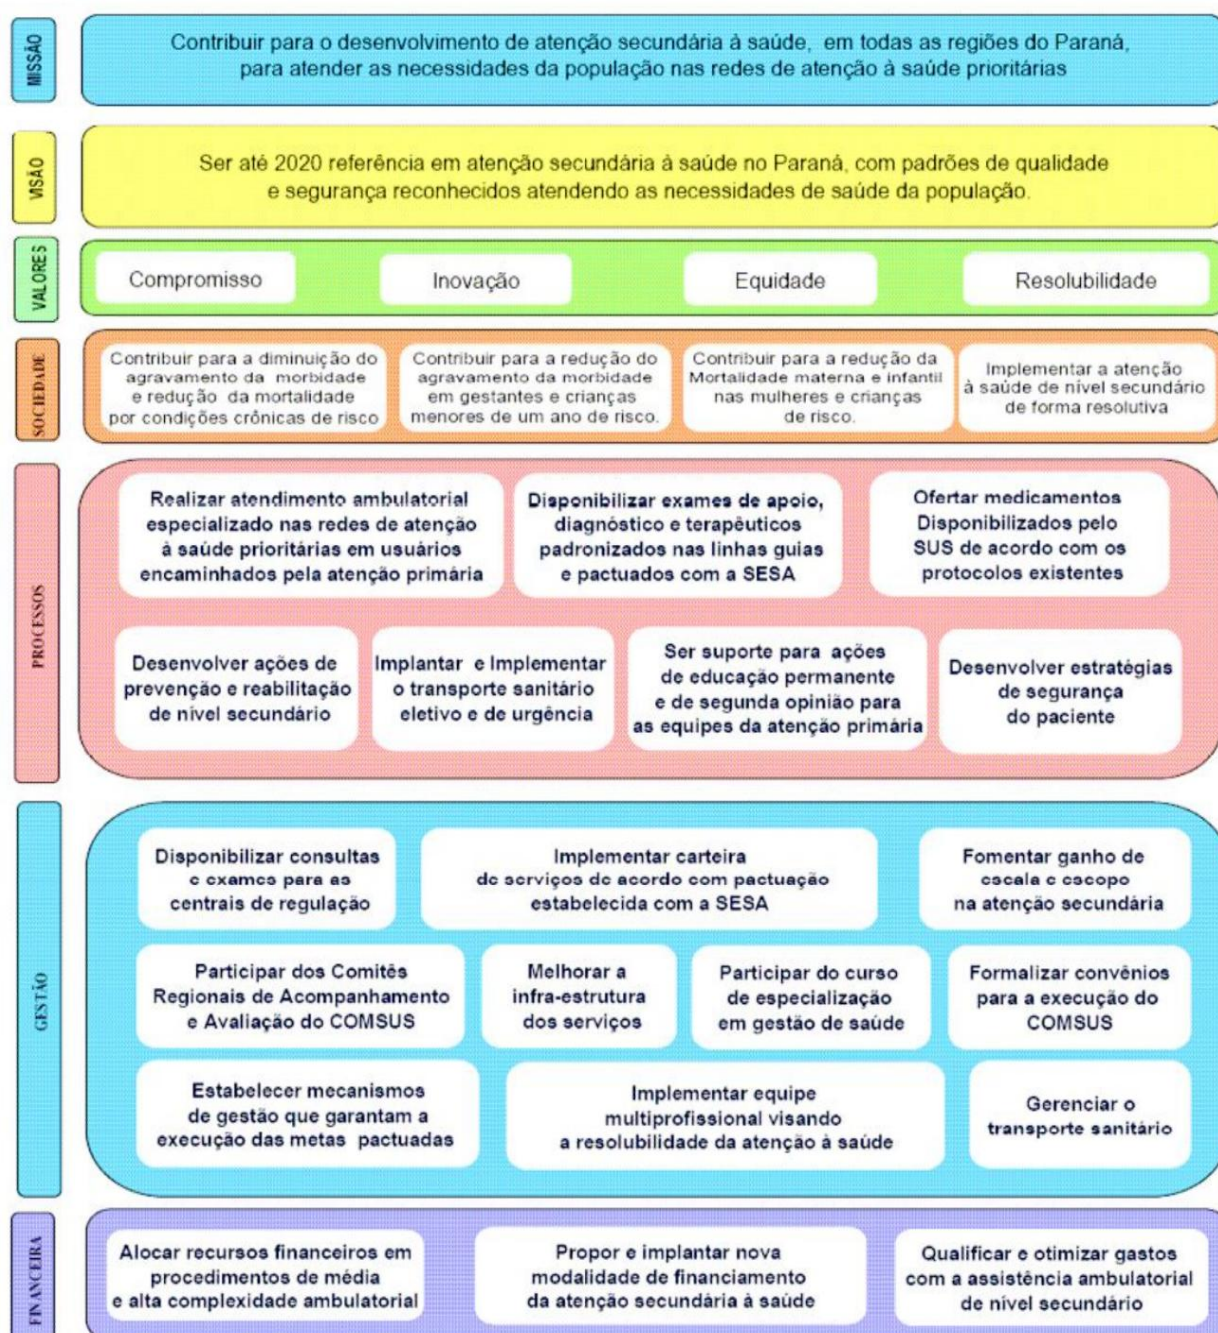 MISSÃO
Contribuir para o desenvolvimento de atenção secundária à saúde, em todas as regiões do Paraná,
para atender as necessidades da população nas redes de atenção à saúde prioritárias
VISÃO
Ser até 2020 referência em atenção secundária à saúde no Paraná, com padrões de qualidade
e segurança reconhecidos atendendo as necessidades de saúde da população.
VALORES
Compromisso
Inovação
Equidade
Resolubilidade
SOCIEDADE
Contribuir para a diminuição do
agravamento da morbidade
e redução da mortalidade
por condições crônicas de risco
Contribuir para a redução do
agravamento da morbidade
em gestantes e crianças
menores de um ano de risco.
Contribuir para a redução da
Mortalidade materna e infantil
nas mulheres e crianças
de risco.
Implementar a atenção
à saúde de nível secundário
de forma resolutiva
PROCESSOS
Realizar atendimento ambulatorial
especializado nas redes de atenção
à saúde prioritárias em usuários
encaminhados pela atenção primária
Disponibilizar exames de apoio,
diagnóstico e terapêuticos
padronizados nas linhas guias
e pactuados com a SESA
Ofertar medicamentos
Disponibilizados pelo
SUS de acordo com os
protocolos existentes
Desenvolver ações de
prevenção e reabilitação
de nível secundário
Implantar e Implementar
o transporte sanitário
eletivo e de urgência
Ser suporte para ações
de educação permanente
e de segunda opinião para
as equipes da atenção primária
Desenvolver estratégias
de segurança
do paciente
GESTÃO
Disponibilizar consultas
e exames para as
centrais de regulação
Implementar carteira
de serviços de acordo com pactuação
estabelecida com a SESA
Fomentar ganho de
escala e escopo
na atenção secundária
Participar dos Comitês
Regionais de Acompanhamento
e Avaliação do COMSUS
Melhorar a
infra-estrutura
dos serviços
Participar do curso
de especialização
em gestão de saúde
Formalizar convênios
para a execução do
COMSUS
Estabelecer mecanismos
de gestão que garantam a
execução das metas pactuadas
Implementar equipe
multiprofissional visando
a resolubilidade da atenção à saúde
Gerenciar o
transporte sanitário
FINANCEIRA
Alocar recursos financeiros em
procedimentos de média
e alta complexidade ambulatorial
Propor e implantar nova
modalidade de financiamento
da atenção secundária à saúde
Qualificar e otimizar gastos
com a assistência ambulatorial
de nível secundário